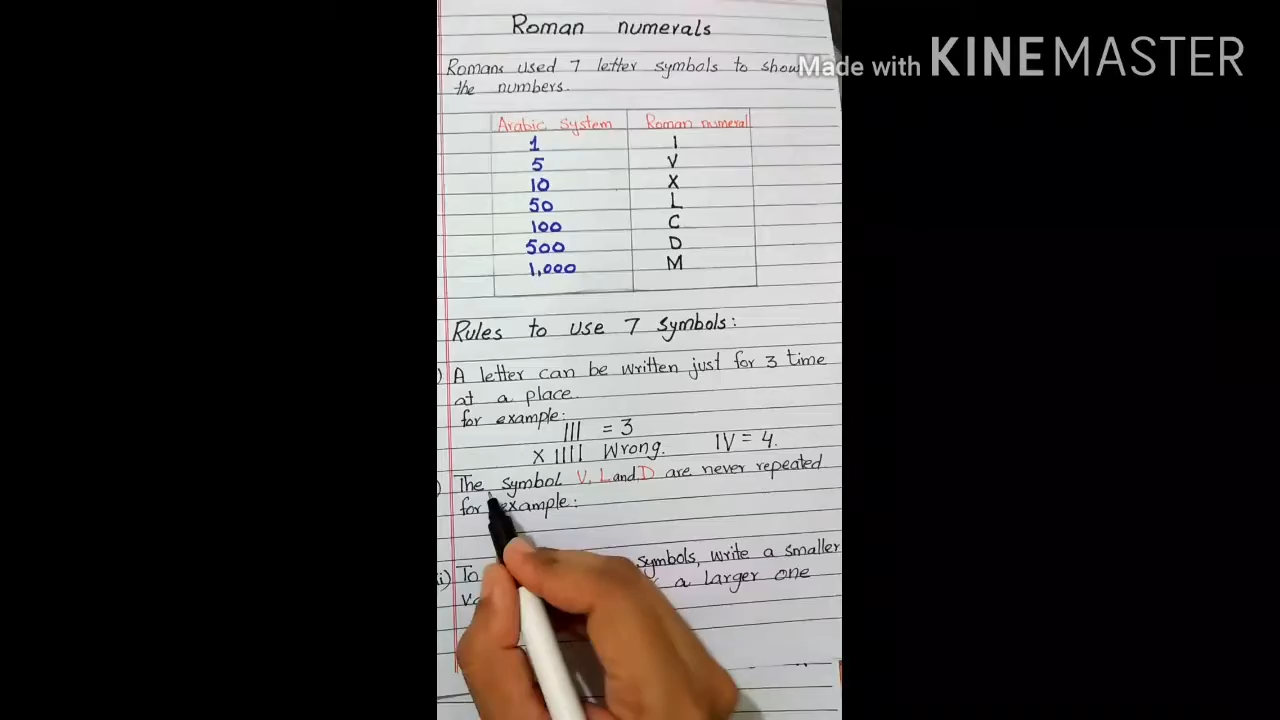 Roman numerals
Romans used 7 letter symbols to show
the numbers.
Made with KINEMASTER
Arabic system Roman numeral
1 I
5 V
10 X
50 L
100 C
500 D
1,000 M
Rules to use 7 symbols:
) A letter can be written just for 3 time
at a place.
for example:
III = 3
X IIII Wrong. IV = 4.
) The symbol V, L and, D are never repeated
for example:
i) To symbols, write a smaller
a larger one